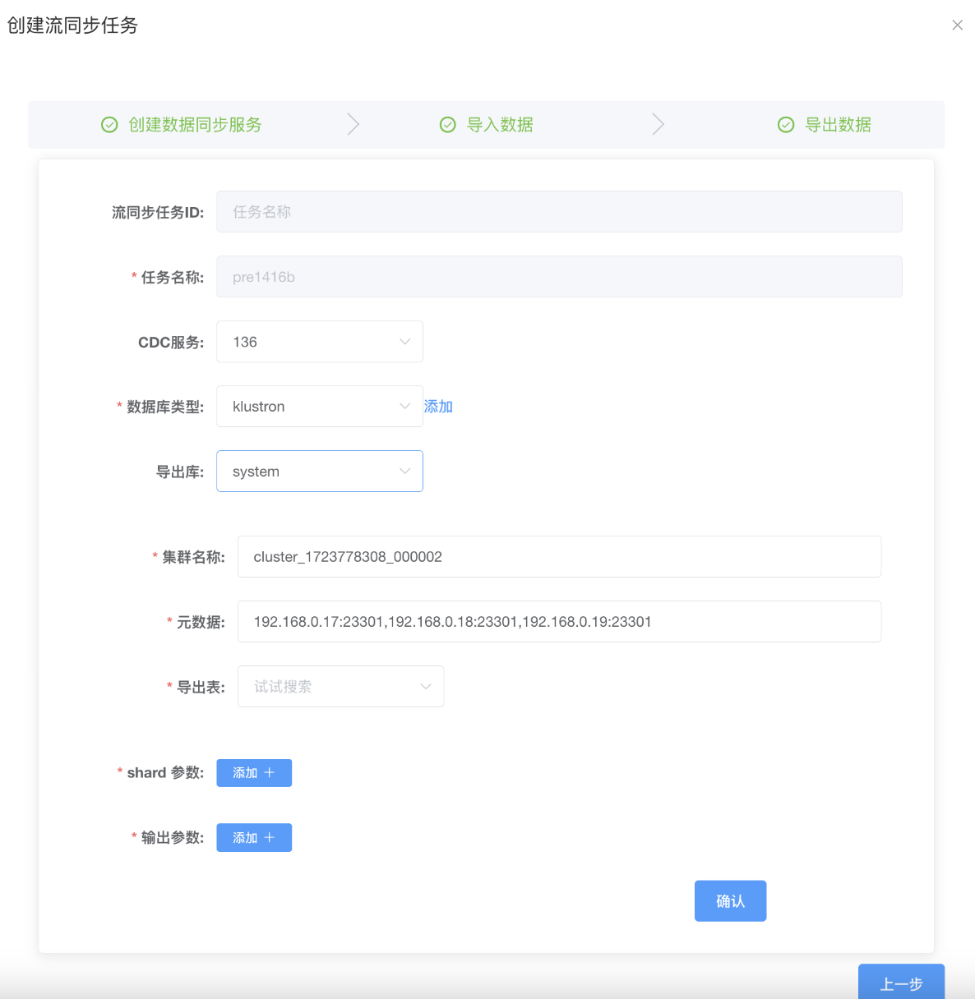 创建流同步任务
创建数据同步服务
导入数据
导出数据
流同步任务ID: 任务名称
* 任务名称: pre1416b
CDC服务: 136
* 数据库类型: klustron 添加
导出库: system
* 集群名称: cluster_1723778308_000002
* 元数据: 192.168.0.17:23301,192.168.0.18:23301,192.168.0.19:23301
* 导出表: 试试搜索
* shard 参数: 添加 +
* 输出参数: 添加 +
确认
上一步